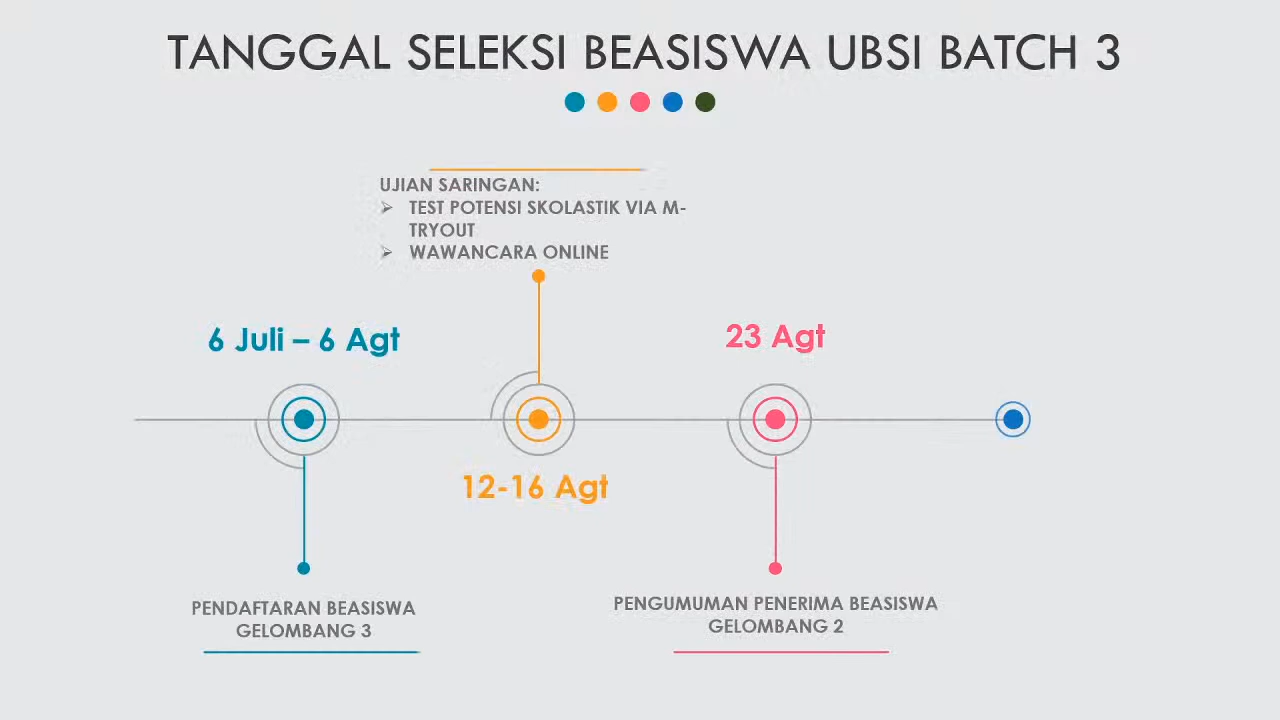 TANGGAL SELEKSI BEASISWA UBSI BATCH 3
UJIAN SARINGAN:
➢ TEST POTENSI SKOLASTIK VIA M-
TRYOUT
➢ WAWANCARA ONLINE
6 Juli – 6 Agt
23 Agt
12-16 Agt
PENDAFTARAN BEASISWA
GELOMBANG 3
PENGUMUMAN PENERIMA BEASISWA
GELOMBANG 2